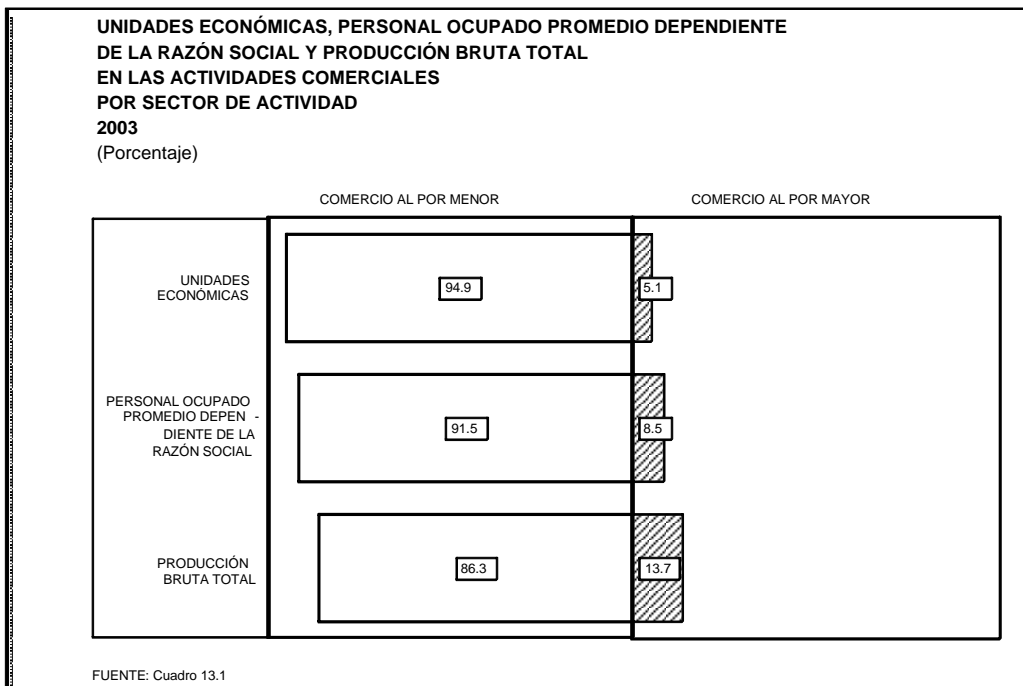 UNIDADES ECONÓMICAS, PERSONAL OCUPADO PROMEDIO DEPENDIENTE
DE LA RAZÓN SOCIAL Y PRODUCCIÓN BRUTA TOTAL
EN LAS ACTIVIDADES COMERCIALES
POR SECTOR DE ACTIVIDAD
2003
(Porcentaje)
COMERCIO AL POR MENOR
COMERCIO AL POR MAYOR
UNIDADES
ECONÓMICAS
94.9
5.1
PERSONAL OCUPADO
PROMEDIO DEPEN -
DIENTE DE LA
RAZÓN SOCIAL
91.5
8.5
PRODUCCIÓN
BRUTA TOTAL
86.3
13.7
FUENTE: Cuadro 13.1